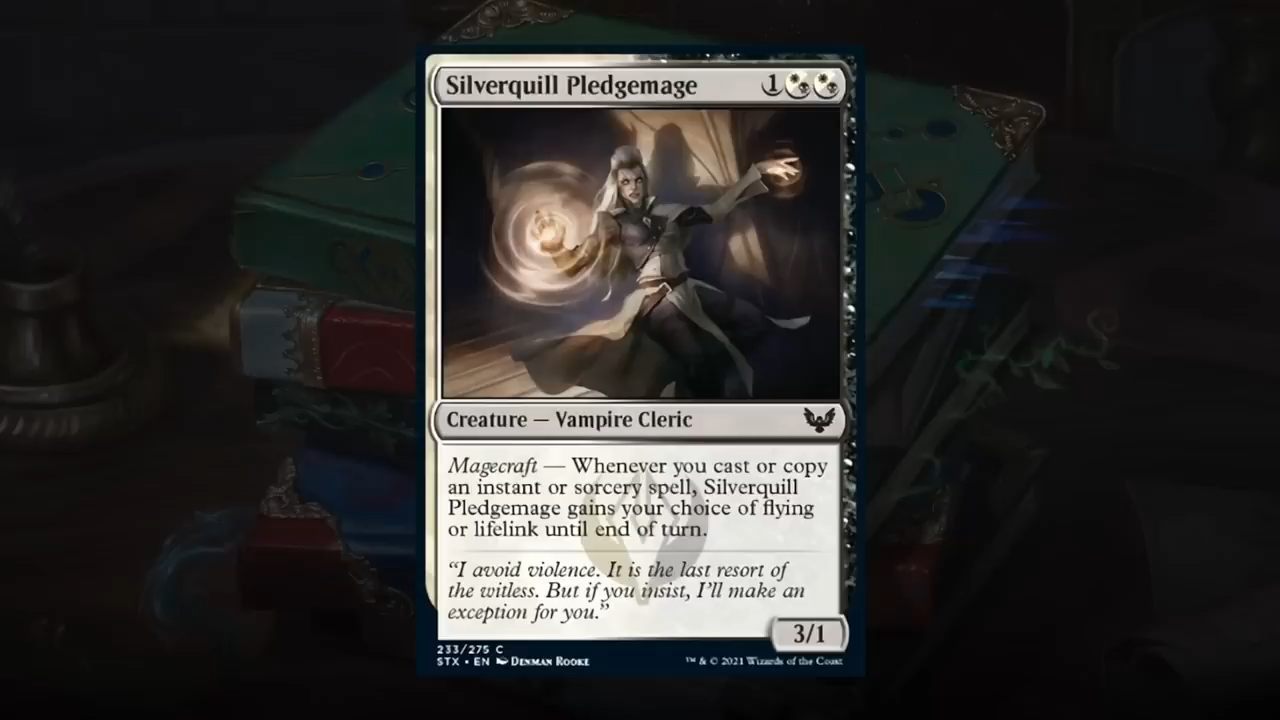 Silverquill Pledgemage 1
Creature — Vampire Cleric
Magecraft — Whenever you cast or copy
an instant or sorcery spell, Silverquill
Pledgemage gains your choice of flying
or lifelink until end of turn.
“I avoid violence. It is the last resort of
the witless. But if you insist, I’ll make an
exception for you.”
3/1
233/275 C
STX • EN Denman Rooke
™ & © 2021 Wizards of the Coast